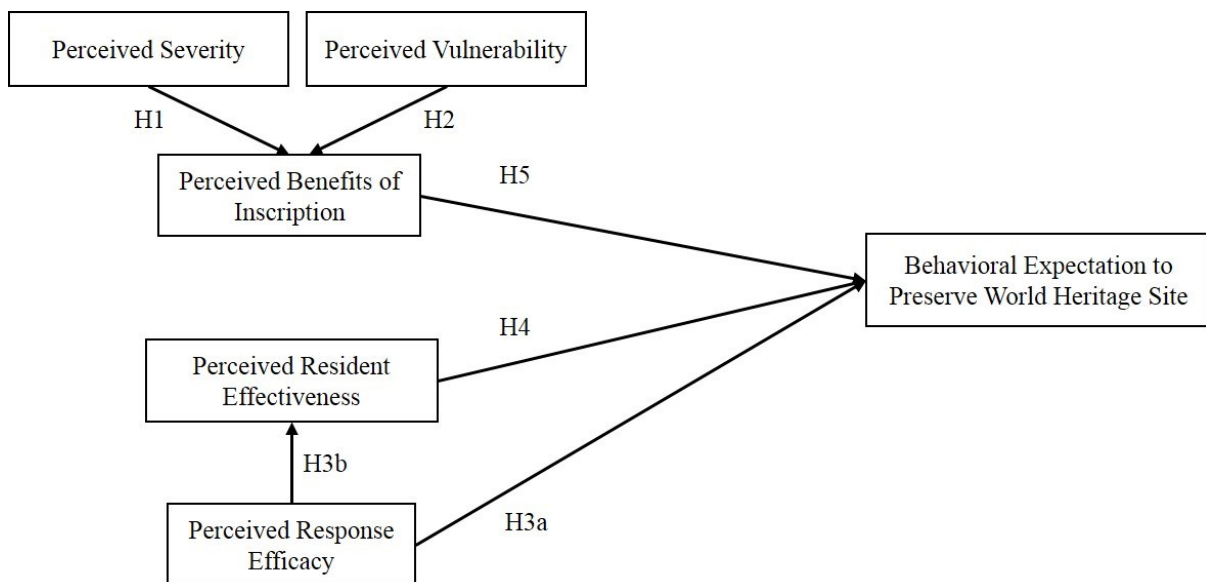 Perceived Severity
Perceived Vulnerability
H1
H2
Perceived Benefits of
Inscription
H5
Behavioral Expectation to
Preserve World Heritage Site
H4
Perceived Resident
Effectiveness
H3b
H3a
Perceived Response
Efficacy